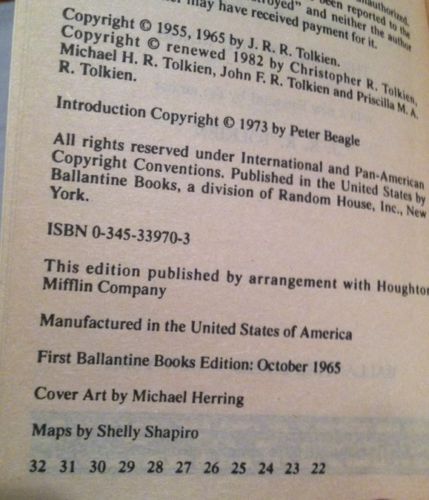 unauthorized.
been reported to the
destroyed" and neither the author
may have received payment for it.
Copyright © 1955, 1965 by J. R. R. Tolkien.
Copyright © renewed 1982 by Christopher R. Tolkien,
Michael H. R. Tolkien, John F. R. Tolkien and Priscilla M. A.
R. Tolkien.
Introduction Copyright © 1973 by Peter Beagle
All rights reserved under International and Pan-American
Copyright Conventions. Published in the United States by
Ballantine Books, a division of Random House, Inc., New
York.
ISBN 0-345-33970-3
This edition published by arrangement with Houghton
Mifflin Company
Manufactured in the United States of America
First Ballantine Books Edition: October 1965
Cover Art by Michael Herring
Maps by Shelly Shapiro
32 31 30 29 28 27 26 25 24 23 22